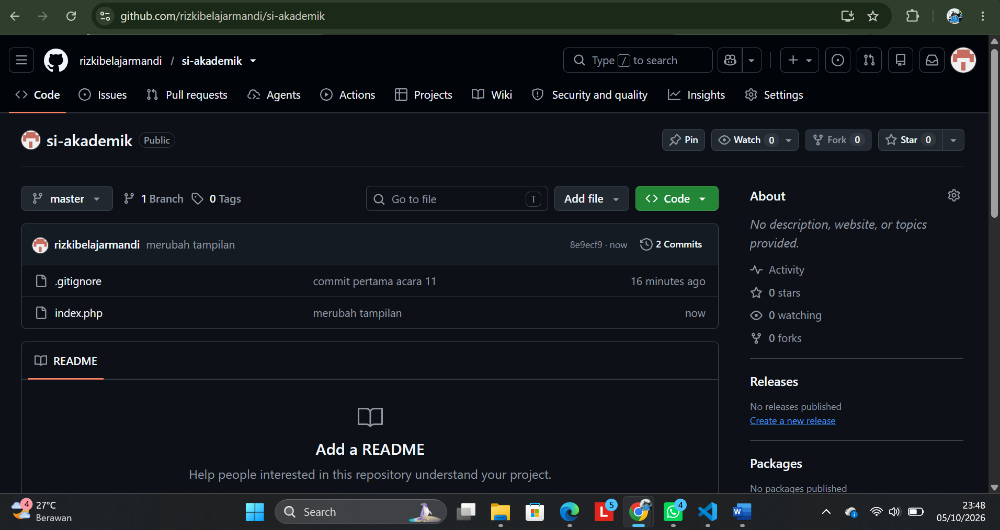 github.com/rizkibelajarmandi/si-akademik
rizkibelajarmandi / si-akademik
Type / to search
Code Issues Pull requests Agents Actions Projects Wiki Security and quality Insights Settings
si-akademik Public
Pin Watch 0 Fork 0 Star 0
master 1 Branch 0 Tags Go to file T Add file Code
About
No description, website, or topics
provided.
rizkibelajarmandi merubah tampilan 8e9ecf9 · now 2 Commits
.gitignore commit pertama acara 11 16 minutes ago
index.php merubah tampilan now
Activity
0 stars
0 watching
0 forks
README
Add a README
Help people interested in this repository understand your project.
Releases
No releases published
Create a new release
Packages
No packages published
4 27°C
Berawan
Search
L 5
4
W
23:48
05/10/2026